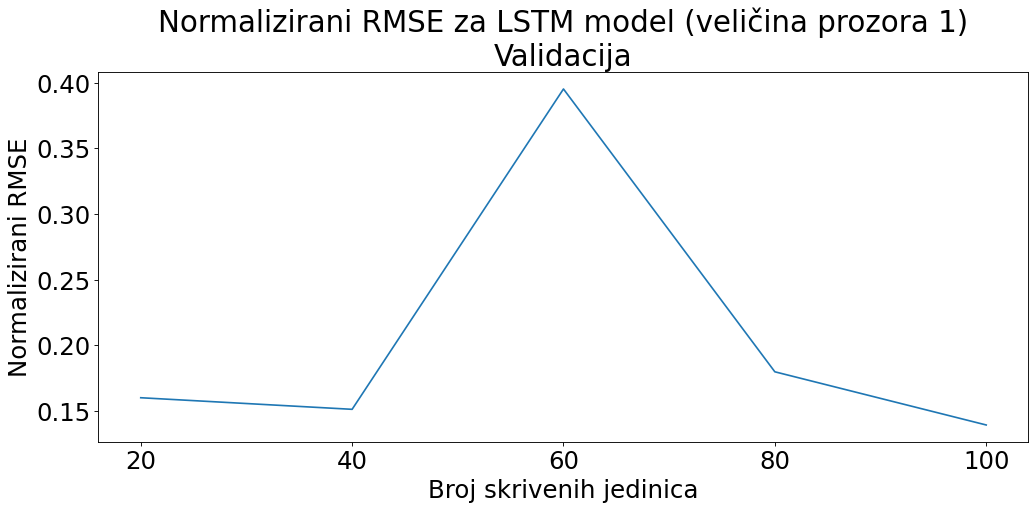 Normalizirani RMSE za LSTM model (veličina prozora 1)
Validacija
Normalizirani RMSE
0.40
0.35
0.30
0.25
0.20
0.15
20 40 60 80 100
Broj skrivenih jedinica